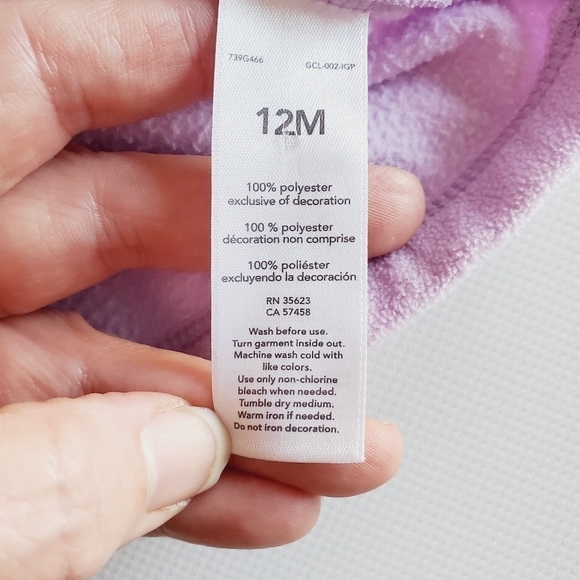 739G466 GCL-002-IGP
12M
100% polyester
exclusive of decoration
100 % polyester
décoration non comprise
100% poliéster
excluyendo la decoración
RN 35623
CA 57458
Wash before use.
Turn garment inside out.
Machine wash cold with
like colors.
Use only non-chlorine
bleach when needed.
Tumble dry medium.
Warm iron if needed.
Do not iron decoration.